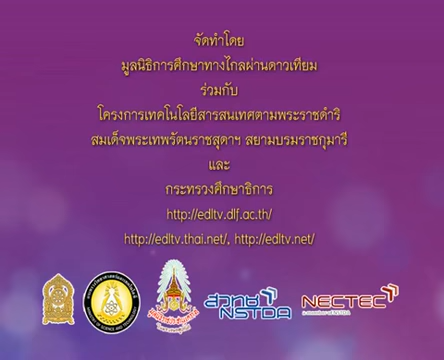 จัดทำโดย
มูลนิธิการศึกษาทางไกลผ่านดาวเทียม
ร่วมกับ
โครงการเทคโนโลยีสารสนเทศตามพระราชดำริ
สมเด็จพระเทพรัตนราชสุดาฯ สยามบรมราชกุมารี
และ
กระทรวงศึกษาธิการ
http://edltv.dlf.ac.th/
http://edltv.thai.net/, http://edltv.net/
สวทช
NSTDA
NECTEC
a member of NSTDA